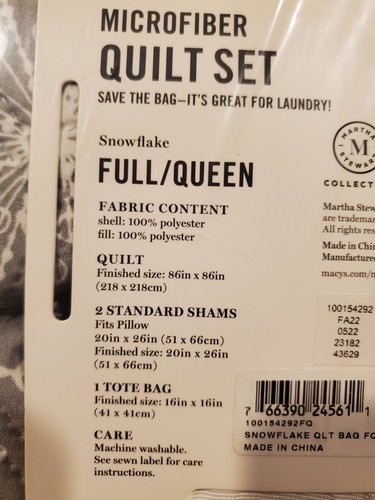 MICROFIBER
QUILT SET
SAVE THE BAG—IT'S GREAT FOR LAUNDRY!
Snowflake
FULL/QUEEN
FABRIC CONTENT
shell: 100% polyester
fill: 100% polyester
QUILT
Finished size: 86in x 86in
(218 x 218cm)
2 STANDARD SHAMS
Fits Pillow
20in x 26in (51 x 66cm)
Finished size: 20in x 26in
(51 x 66cm)
1 TOTE BAG
Finished size: 16in x 16in
(41 x 41cm)
CARE
Machine washable.
See sewn label for care
instructions.
MARTHA
M
STEWAR
COLLECT
Martha Stew
are trademar
All rights res
Made in Chi
Manufacture
macys.com/m
100154292
FA22
0522
23182
43629
7 66390 24561 1
100154292FQ
SNOWFLAKE QLT BAG FQ
MADE IN CHINA